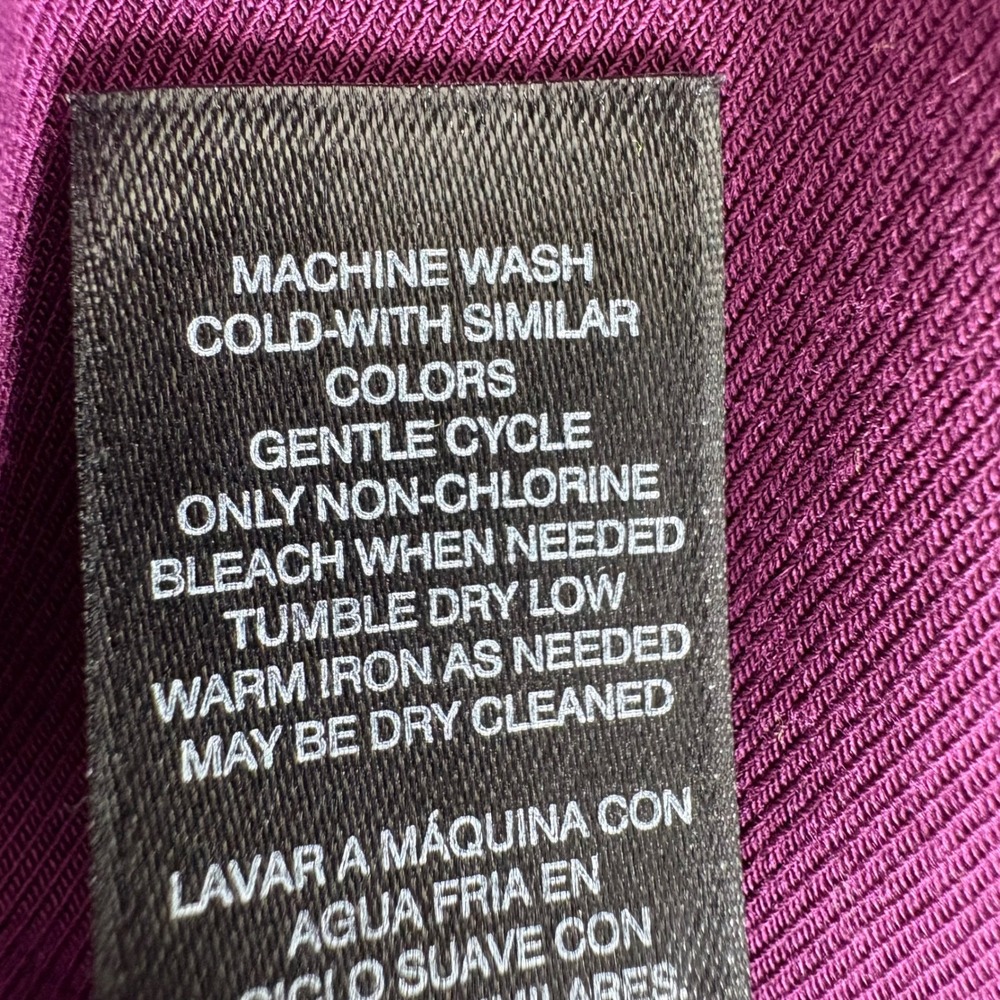 MACHINE WASH
COLD-WITH SIMILAR
COLORS
GENTLE CYCLE
ONLY NON-CHLORINE
BLEACH WHEN NEEDED
TUMBLE DRY LOW
WARM IRON AS NEEDED
MAY BE DRY CLEANED
LAVAR A MÁQUINA CON
AGUA FRIA EN
CICLO SUAVE CON